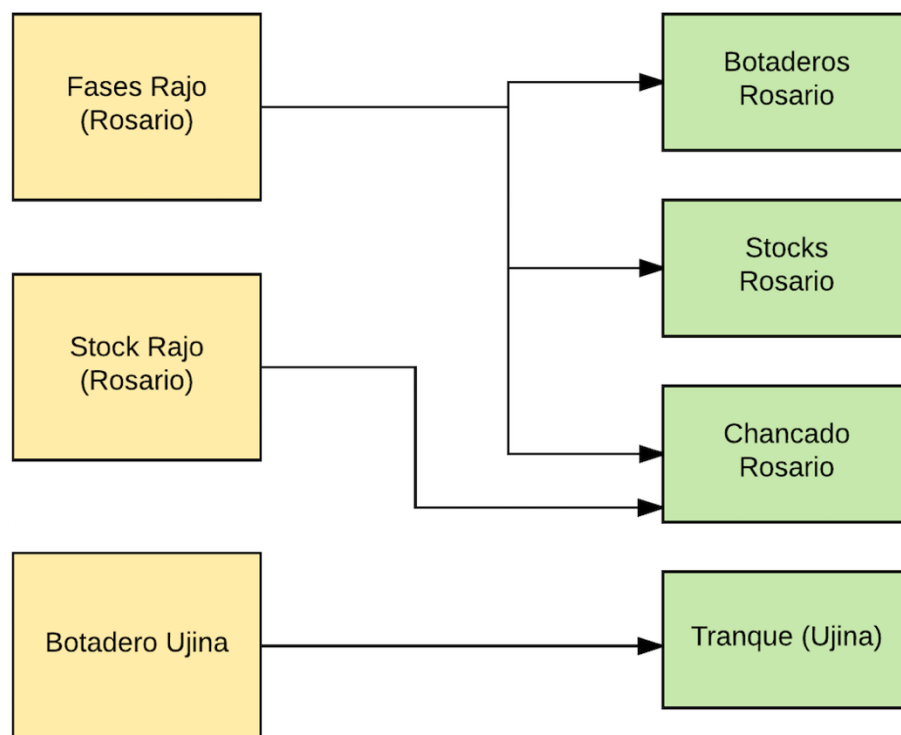 Fases Rajo
(Rosario)
Botaderos
Rosario
Stocks
Rosario
Stock Rajo
(Rosario)
Chancado
Rosario
Botadero Ujina
Tranque (Ujina)